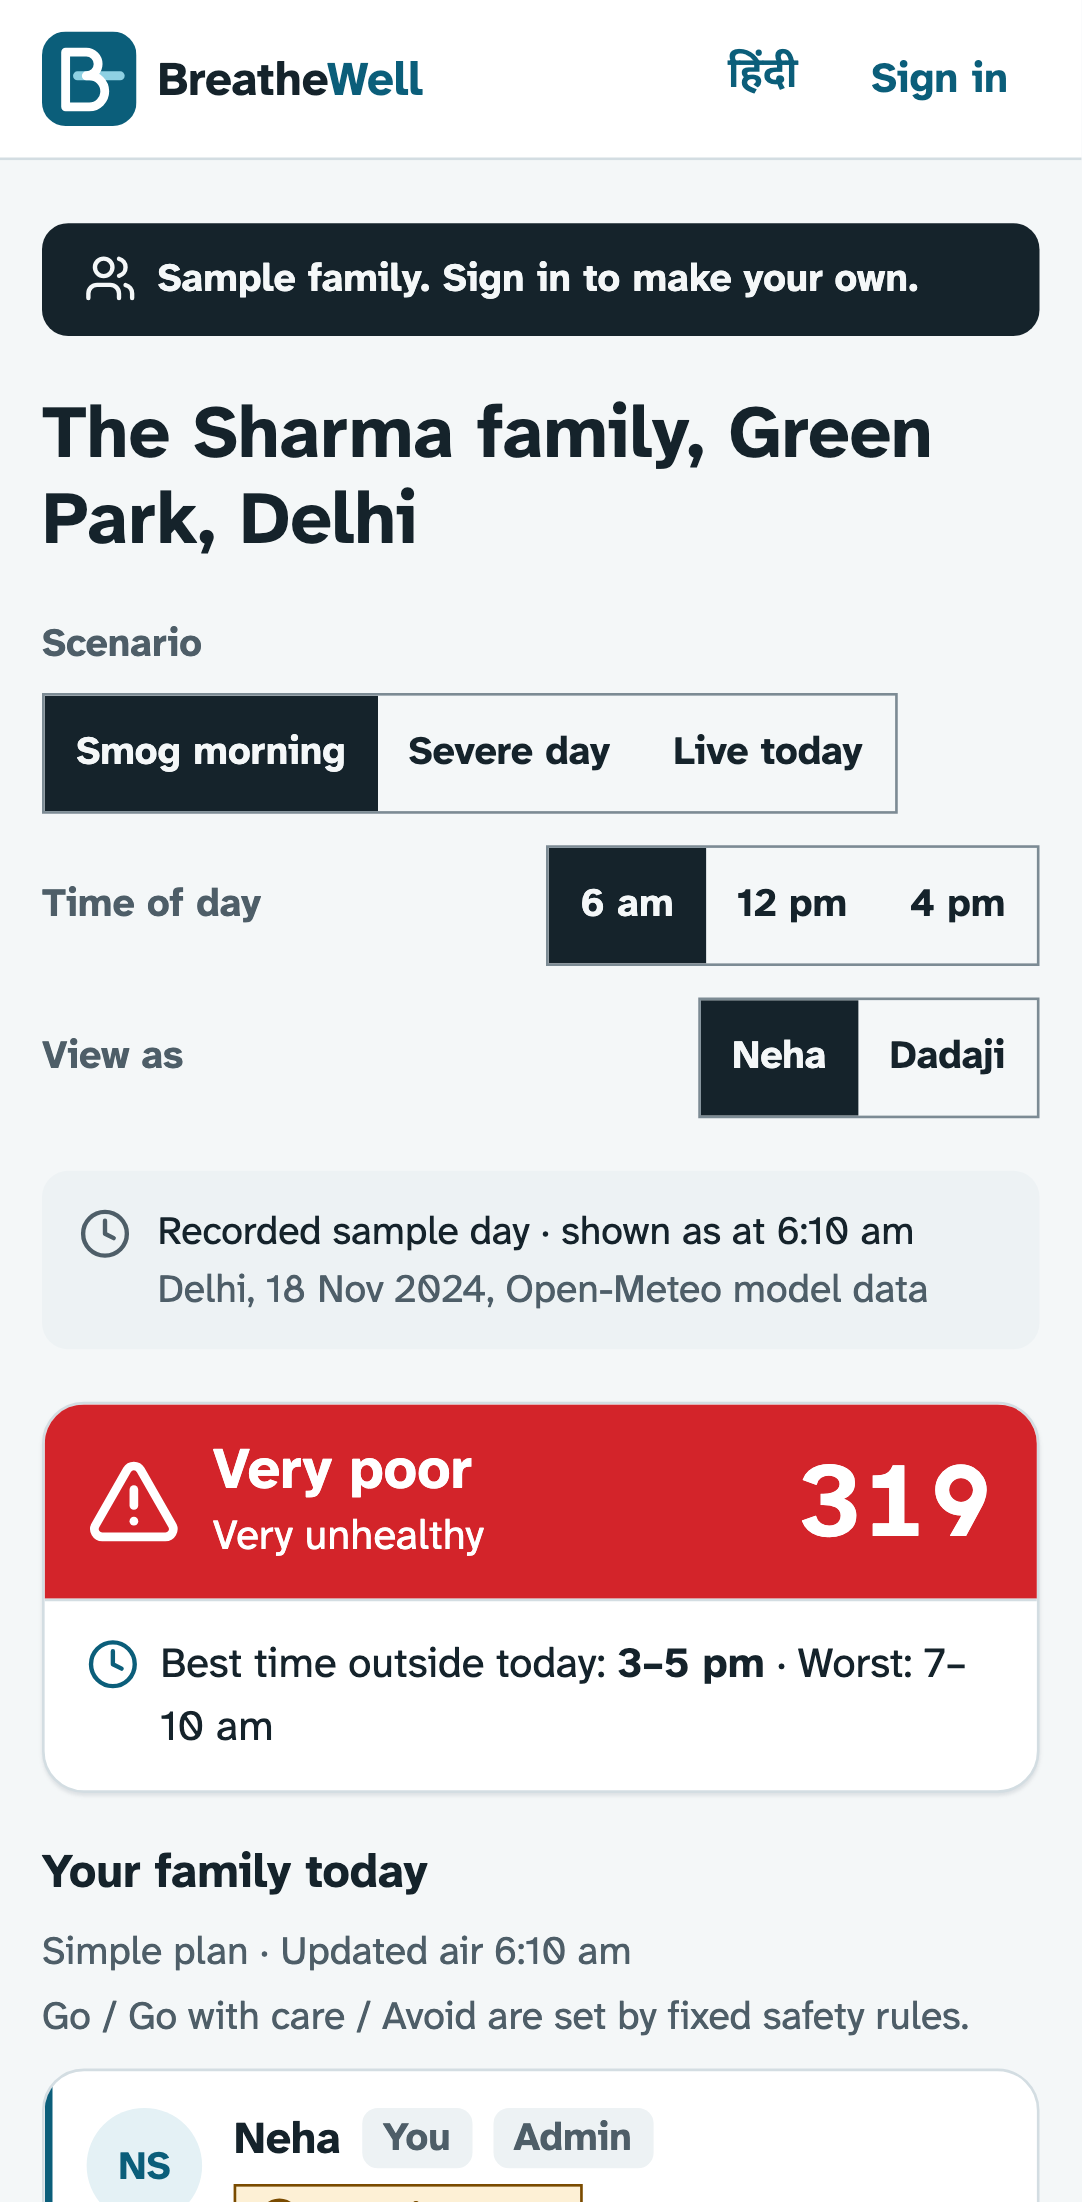 BreatheWell
हिंदी
Sign in
Sample family. Sign in to make your own.
The Sharma family, Green
Park, Delhi
Scenario
Smog morning
Severe day
Live today
Time of day
6 am
12 pm
4 pm
View as
Neha
Dadaji
Recorded sample day · shown as at 6:10 am
Delhi, 18 Nov 2024, Open-Meteo model data
Very poor
Very unhealthy
319
Best time outside today: 3–5 pm · Worst: 7–
10 am
Your family today
Simple plan · Updated air 6:10 am
Go / Go with care / Avoid are set by fixed safety rules.
NS
Neha
You
Admin